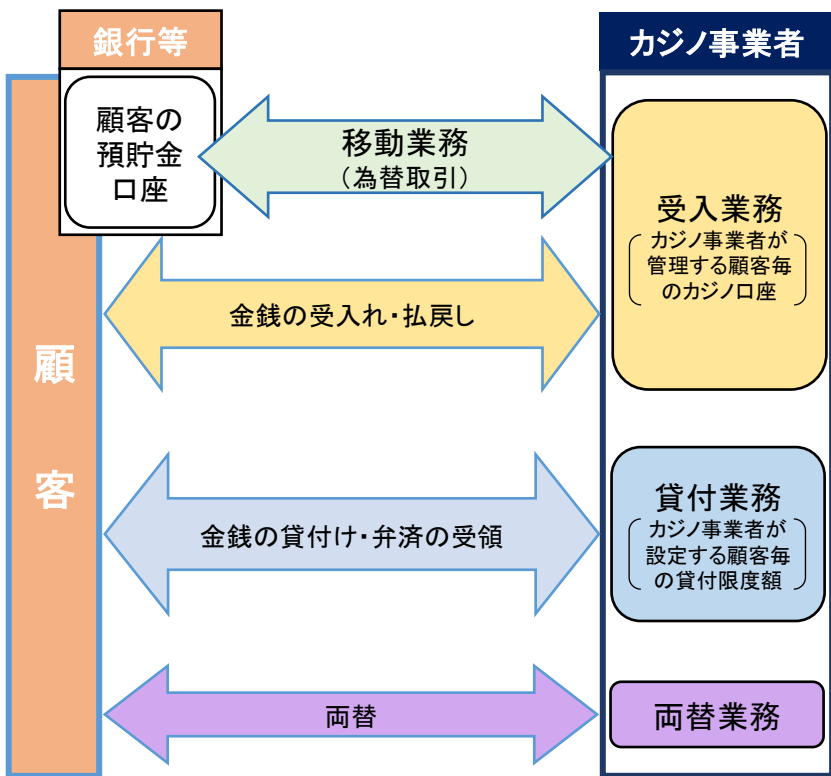 銀行等
カジノ事業者
顧客の
預貯金
口座
移動業務
（為替取引）
受入業務
カジノ事業者が
管理する顧客毎
のカジノ口座
金銭の受入れ・払戻し
顧
客
貸付業務
カジノ事業者が
設定する顧客毎
の貸付限度額
金銭の貸付け・弁済の受領
両替
両替業務